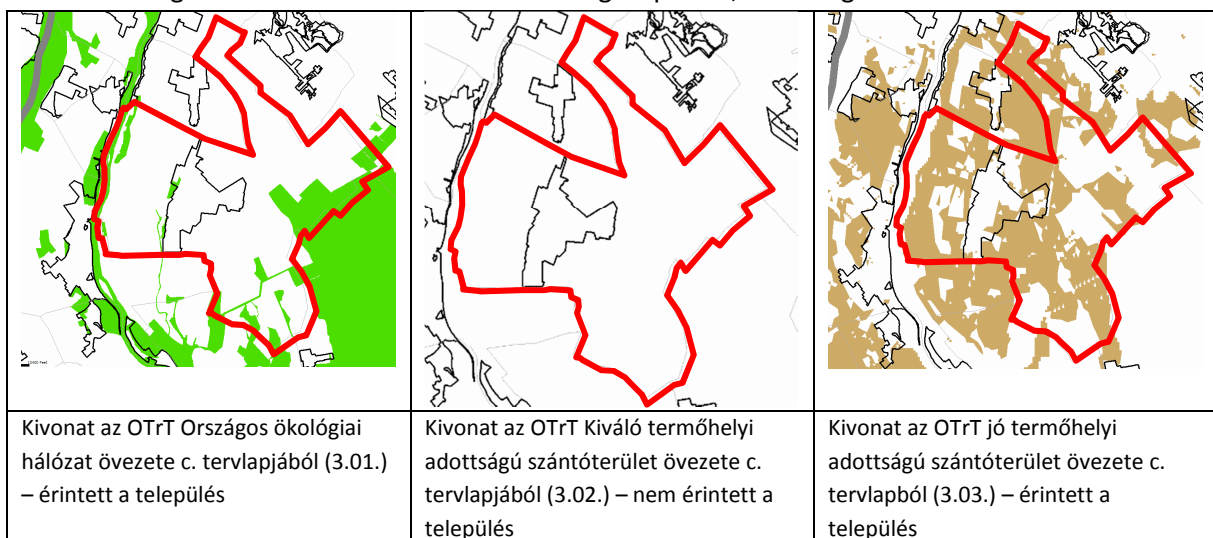 Kivonat az OTrT Országos ökológiai
hálózat övezete c. tervlapjából (3.01.)
– érintett a település
Kivonat az OTrT Kiváló termőhelyi
adottságú szántóterület övezete c.
tervlapjából (3.02.) – nem érintett a
település
Kivonat az OTrT jó termőhelyi
adottságú szántóterület övezete c.
tervlapból (3.03.) – érintett a
település